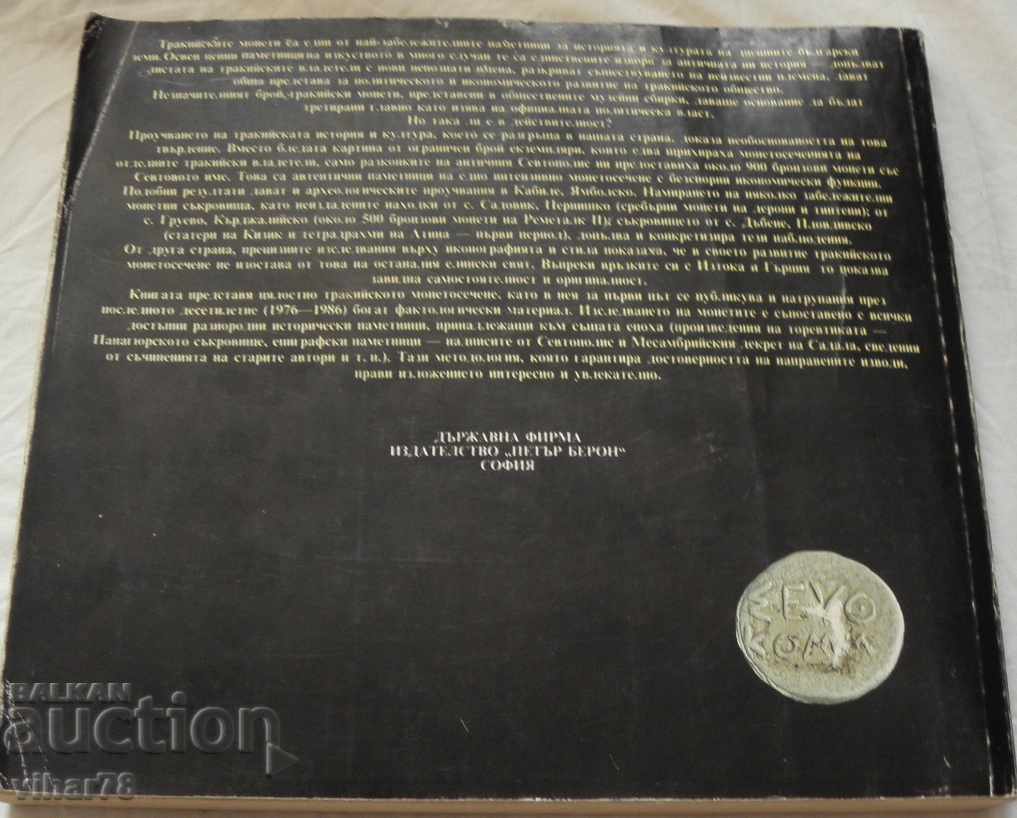 Тракийските монети са едни от най-забележителните паметници за историята и културата на днешните български
земи. Освен ценни паметници на изкуството в много случаи те са единствените извори за античната ни история — допълват
листата на тракийските владетели с нови непознати имена, разкриват съществуването на неизвестни племена, дават
обща представа за политическото и икономическото развитие на тракийското общество.
Незначителният брой тракийски монети, представени в обществените музейни сбирки, даваше основание да бъдат
третирани главно като изява на официалната политическа власт.
Но така ли е в действителност?
Проучването на тракийската история и култура, което се разгръща в нашата страна, доказа необосноваността на това
твърдение. Вместо бледата картина от ограничен брой екземпляри, които едва щрихираха монетосеченията на
отделните тракийски владетели, само разкопките на античния Севтополис ни предоставиха около 900 бронзови монети със
Севтовото име. Това са автентични паметници на едно интензивно монетосечене с безспорни икономически функции.
Подобни резултати дават и археологическите проучвания в Кабиле, Ямболско. Намирането на няколко забележителни
монетни съкровища, като неиздадените находки от с. Саловик, Пернишко (сребърни монети на дерони и тинтени); от
с. Груево, Кърджалийско (около 500 бронзови монети на Реметалк II); съкровището от с. Дъбене, Пловдивско
(статери на Кизик и тетрадрахми на Атина — първи период), допълва и конкретизира тези наблюдения.
От друга страна, прецизните изследвания върху иконографията и стила показаха, че в своето развитие тракийското
монетосечене не изостава от това на останалия елински свят. Въпреки връзките си с Изтока и Гърция то показва
завидна самостоятелност и оригиналност.
Книгата представя цялостно тракийското монетосечене, като в нея за първи път се публикува и натрупания през
последното десетилетие (1976—1986) богат фактологически материал. Изследването на монетите е съпоставено с всички
достъпни разнородни исторически паметници, принадлежащи към същата епоха (произведения на торевтиката —
Панагюрското съкровище, епиграфски паметници — надписите от Севтополис и Месамбрийския декрет на Садала, сведения
от съчиненията на старите автори и т. н.). Тази методология, която гарантира достоверността на направените изводи,
прави изложението интересно и увлекателно.
ДЪРЖАВНА ФИРМА
ИЗДАТЕЛСТВО „ПЕТЪР БЕРОН“
СОФИЯ
ΕVΟ
BALKAN
auction
vihar78